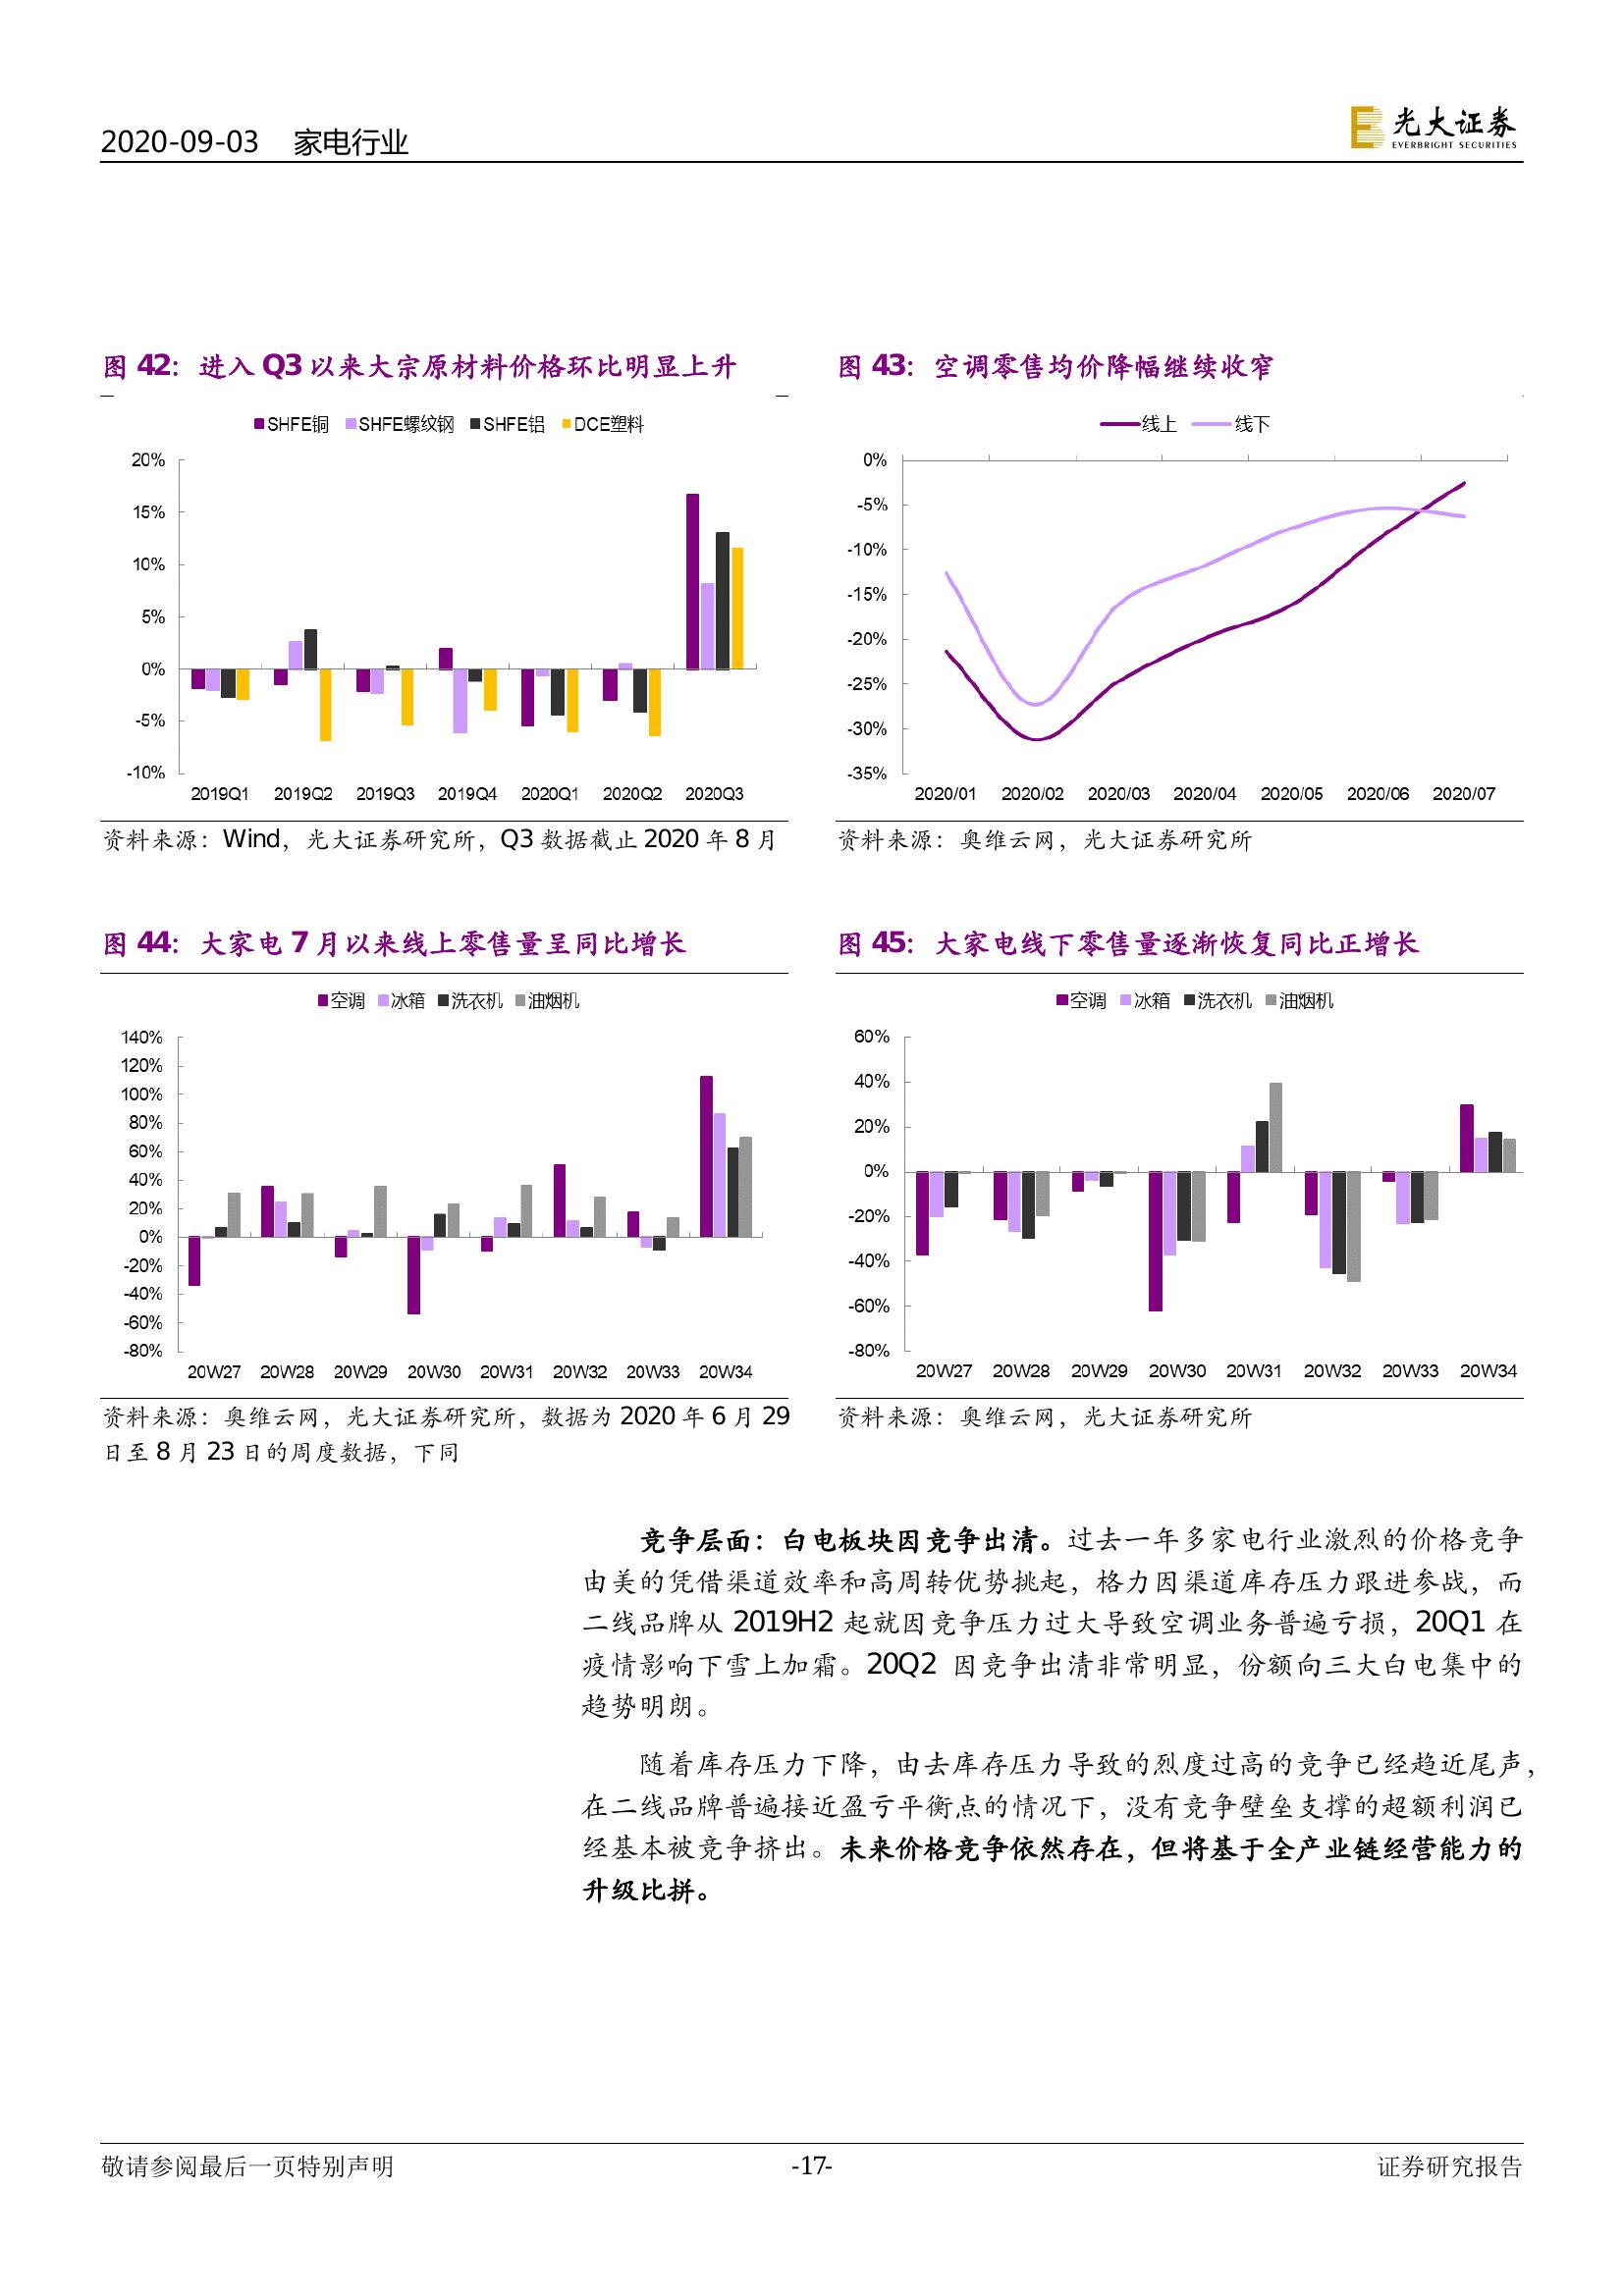 2020-09-03 家电行业
光大证券
EVERBRIGHT SECURITIES
图 42：进入 Q3 以来大宗原材料价格环比明显上升
SHFE铜 SHFE螺纹钢 SHFE铝 DCE塑料
20%
15%
10%
5%
0%
-5%
-10%
2019Q1 2019Q2 2019Q3 2019Q4 2020Q1 2020Q2 2020Q3
资料来源：Wind，光大证券研究所，Q3 数据截止 2020 年 8 月
图 43：空调零售均价降幅继续收窄
线上 线下
0%
-5%
-10%
-15%
-20%
-25%
-30%
-35%
2020/01 2020/02 2020/03 2020/04 2020/05 2020/06 2020/07
资料来源：奥维云网，光大证券研究所
图 44：大家电 7 月以来线上零售量呈同比增长
空调 冰箱 洗衣机 油烟机
140%
120%
100%
80%
60%
40%
20%
0%
-20%
-40%
-60%
-80%
20W27 20W28 20W29 20W30 20W31 20W32 20W33 20W34
资料来源：奥维云网，光大证券研究所，数据为 2020 年 6 月 29
日至 8 月 23 日的周度数据，下同
图 45：大家电线下零售量逐渐恢复同比正增长
空调 冰箱 洗衣机 油烟机
60%
40%
20%
0%
-20%
-40%
-60%
-80%
20W27 20W28 20W29 20W30 20W31 20W32 20W33 20W34
资料来源：奥维云网，光大证券研究所
竞争层面：白电板块因竞争出清。过去一年多家电行业激烈的价格竞争
由美的凭借渠道效率和高周转优势挑起，格力因渠道库存压力跟进参战，而
二线品牌从 2019H2 起就因竞争压力过大导致空调业务普遍亏损，20Q1 在
疫情影响下雪上加霜。20Q2 因竞争出清非常明显，份额向三大白电集中的
趋势明朗。
随着库存压力下降，由去库存压力导致的烈度过高的竞争已经趋近尾声，
在二线品牌普遍接近盈亏平衡点的情况下，没有竞争壁垒支撑的超额利润已
经基本被竞争挤出。未来价格竞争依然存在，但将基于全产业链经营能力的
升级比拼。
敬请参阅最后一页特别声明
-17-
证券研究报告